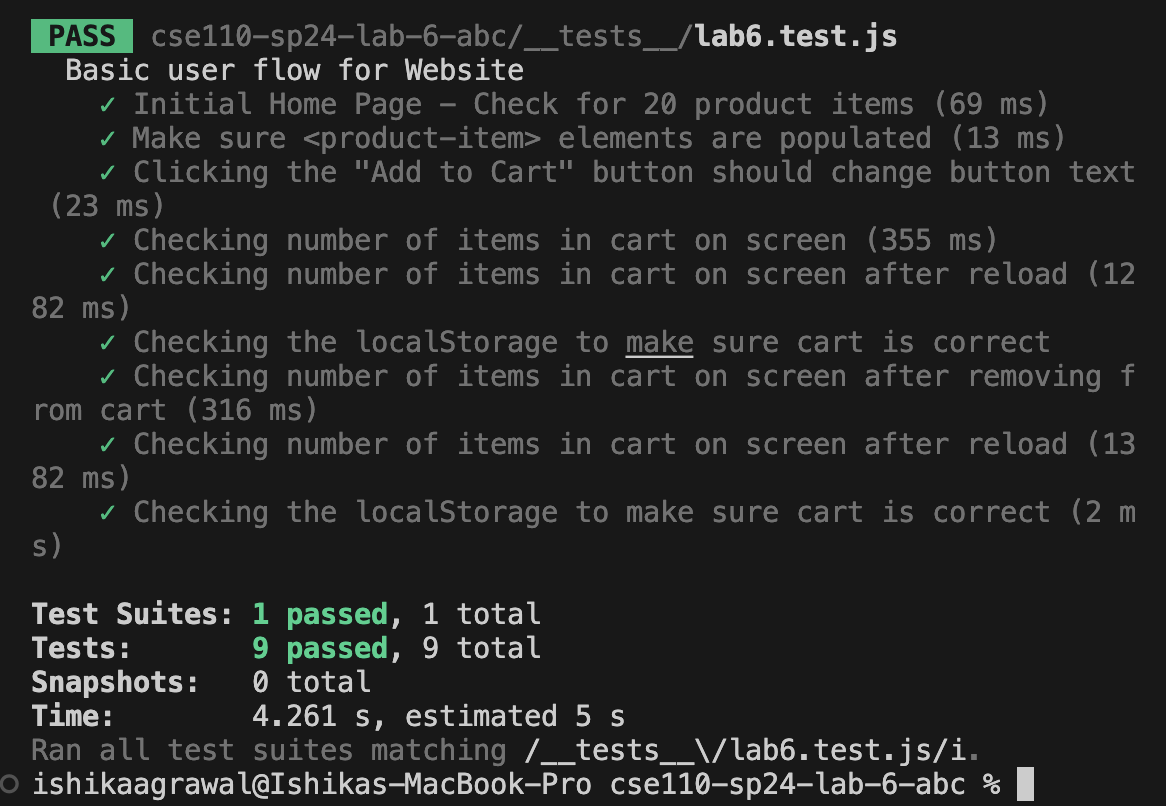 PASS cse110-sp24-lab-6-abc/__tests__/lab6.test.js
Basic user flow for Website
✓ Initial Home Page – Check for 20 product items (69 ms)
✓ Make sure <product-item> elements are populated (13 ms)
✓ Clicking the "Add to Cart" button should change button text
(23 ms)
✓ Checking number of items in cart on screen (355 ms)
✓ Checking number of items in cart on screen after reload (12
82 ms)
✓ Checking the localStorage to make sure cart is correct
✓ Checking number of items in cart on screen after removing f
rom cart (316 ms)
✓ Checking number of items in cart on screen after reload (13
82 ms)
✓ Checking the localStorage to make sure cart is correct (2 m
s)
Test Suites: 1 passed, 1 total
Tests: 9 passed, 9 total
Snapshots: 0 total
Time: 4.261 s, estimated 5 s
Ran all test suites matching /__tests__\/lab6.test.js/i.
ishikaagrawal@Ishikas-MacBook-Pro cse110-sp24-lab-6-abc %